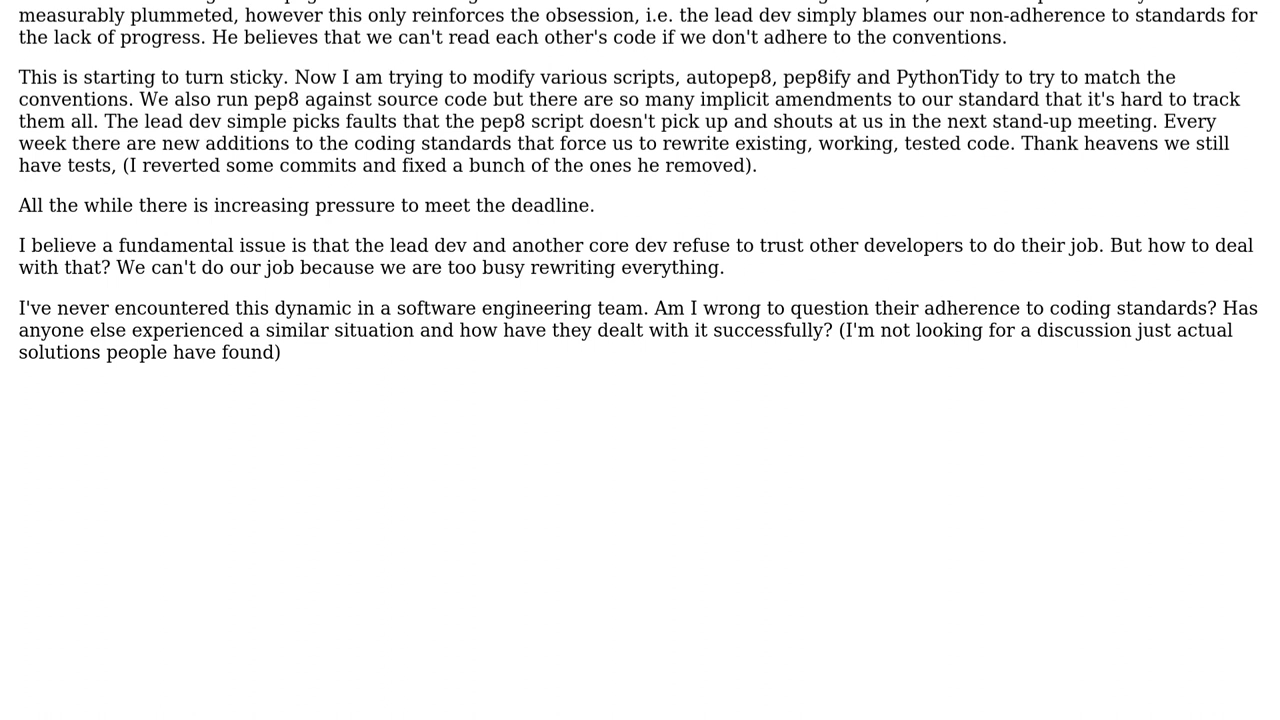 measurably plummeted, however this only reinforces the obsession, i.e. the lead dev simply blames our non-adherence to standards for
the lack of progress. He believes that we can't read each other's code if we don't adhere to the conventions.
This is starting to turn sticky. Now I am trying to modify various scripts, autopep8, pep8ify and PythonTidy to try to match the
conventions. We also run pep8 against source code but there are so many implicit amendments to our standard that it's hard to track
them all. The lead dev simple picks faults that the pep8 script doesn't pick up and shouts at us in the next stand-up meeting. Every
week there are new additions to the coding standards that force us to rewrite existing, working, tested code. Thank heavens we still
have tests, (I reverted some commits and fixed a bunch of the ones he removed).
All the while there is increasing pressure to meet the deadline.
I believe a fundamental issue is that the lead dev and another core dev refuse to trust other developers to do their job. But how to deal
with that? We can't do our job because we are too busy rewriting everything.
I've never encountered this dynamic in a software engineering team. Am I wrong to question their adherence to coding standards? Has
anyone else experienced a similar situation and how have they dealt with it successfully? (I'm not looking for a discussion just actual
solutions people have found)